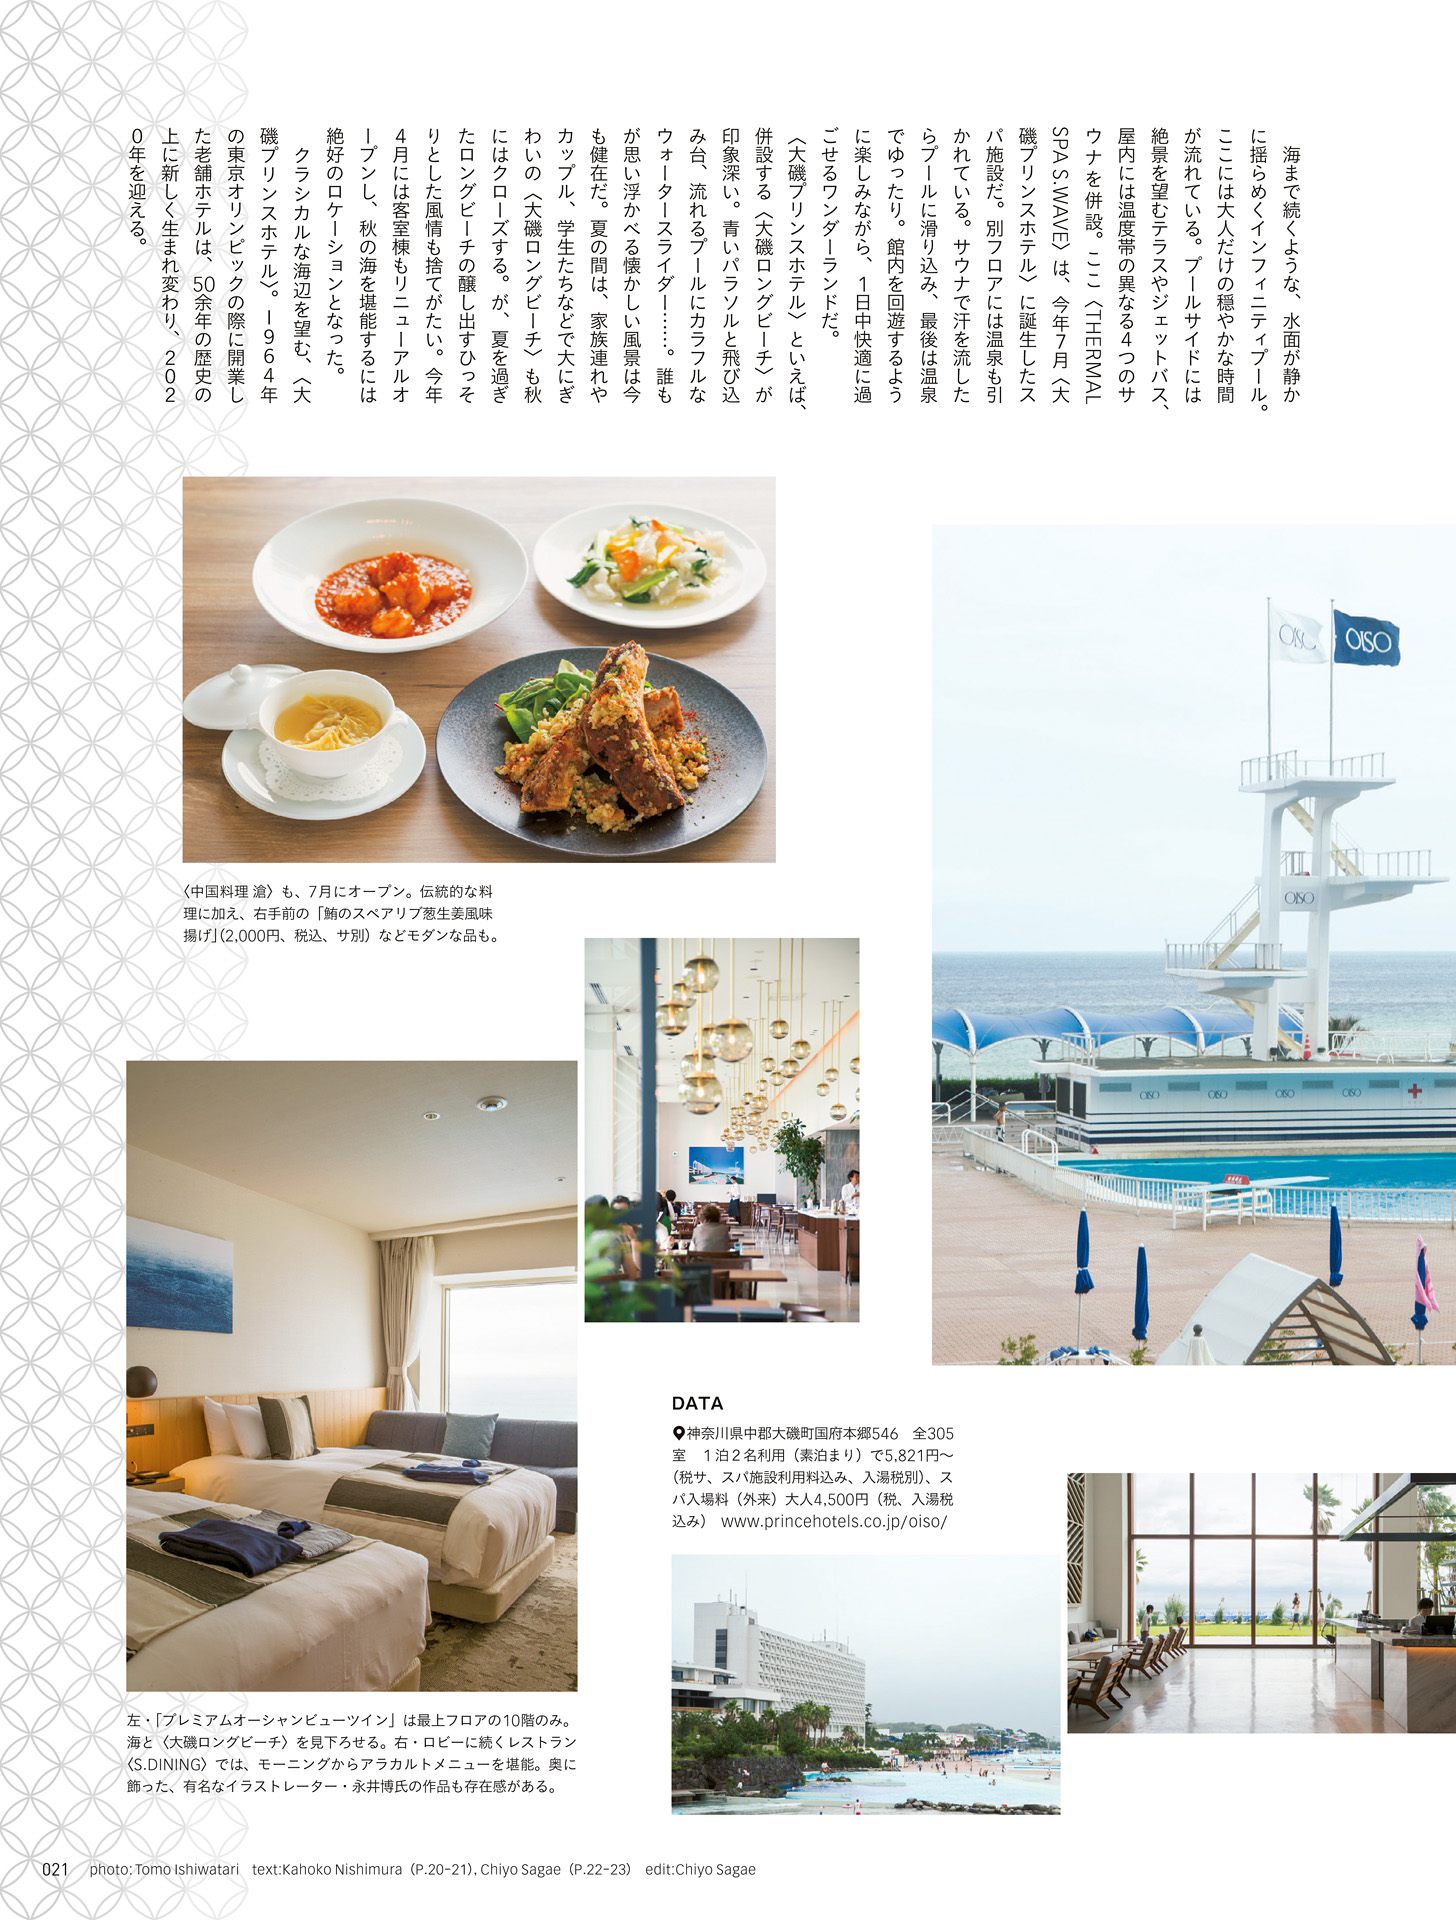 海まで続くような、水面が静か
に揺らめくインフィニティプール。
ここには大人だけの穏やかな時間
が流れている。プールサイドには
絶景を望むテラスやジェットバス、
屋内には温度帯の異なる4つのサ
ウナを併設。ここ〈THERMAL
SPA S.WAVE〉は、今年7月〈大
磯プリンスホテル〉に誕生したス
パ施設だ。別フロアには温泉も引
かれている。サウナで汗を流した
らプールに滑り込み、最後は温泉
でゆったり。館内を回遊するよう
に楽しみながら、1日中快適に過
ごせるワンダーランドだ。
〈大磯プリンスホテル〉といえば、
併設する〈大磯ロングビーチ〉が
印象深い。青いパラソルと飛び込
み台、流れるプールにカラフルな
ウォータースライダー……。誰も
が思い浮かべる懐かしい風景は今
も健在だ。夏の間は、家族連れや
カップル、学生たちなどで大にぎ
わいの〈大磯ロングビーチ〉も秋
にはクローズする。が、夏を過ぎ
たロングビーチの醸し出すひっそ
りとした風情も捨てがたい。今年
4月には客室棟もリニューアルオ
ープンし、秋の海を堪能するには
絶好のロケーションとなった。
クラシカルな海辺を望む、〈大
磯プリンスホテル〉。1964年
の東京オリンピックの際に開業し
た老舗ホテルは、50余年の歴史の
上に新しく生まれ変わり、202
0年を迎える。
OISO
OISO
OISO
OISO
OISO
OISO
OISO
〈中国料理 滄〉も、7月にオープン。伝統的な料
理に加え、右手前の「鮪のスペアリブ葱生姜風味
揚げ」(2,000円、税込、サ別)などモダンな品も。
DATA
神奈川県中郡大磯町国府本郷546 全305
室 1泊2名利用(素泊まり)で5,821円〜
(税サ、スパ施設利用料込み、入湯税別)、ス
パ入場料(外来)大人4,500円(税、入湯税
込み) www.princehotels.co.jp/oiso/
左・「プレミアムオーシャンビューツイン」は最上フロアの10階のみ。
海と〈大磯ロングビーチ〉を見下ろせる。右・ロビーに続くレストラン
〈S.DINING〉では、モーニングからアラカルトメニューを堪能。奥に
飾った、有名なイラストレーター・永井博氏の作品も存在感がある。
021 photo: Tomo Ishiwatari text:Kahoko Nishimura (P.20-21), Chiyo Sagae (P.22-23) edit:Chiyo Sagae